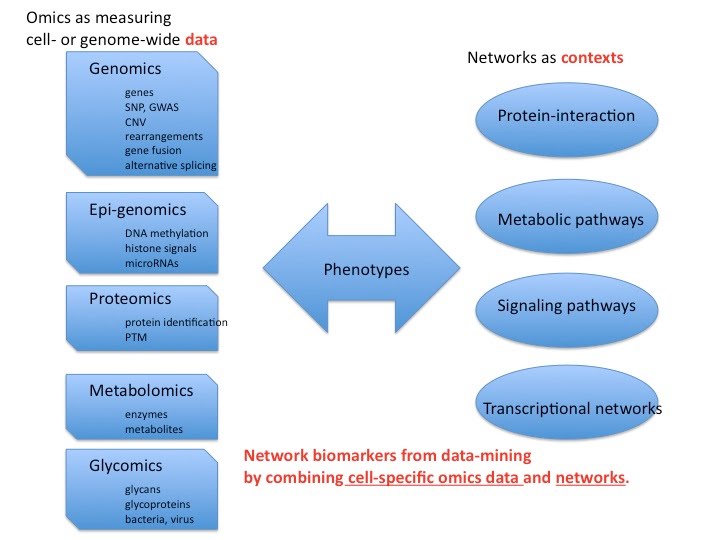 Omics as measuring
cell- or genome-wide data
Genomics
genes
SNP, GWAS
CNV
rearrangements
gene fusion
alternative splicing
Epi-genomics
DNA methylation
histone signals
microRNAs
Proteomics
protein identification
PTM
Metabolomics
enzymes
metabolites
Glycomics
glycans
glycoproteins
bacteria, virus
Phenotypes
Networks as contexts
Protein-interaction
Metabolic pathways
Signaling pathways
Transcriptional networks
Network biomarkers from data-mining
by combining cell-specific omics data and networks.